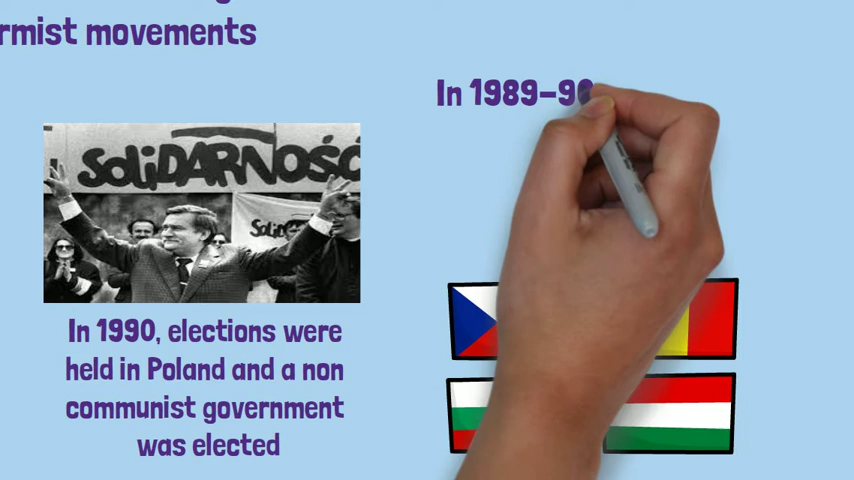 rmist movements
In 1989-9
SOLIDARNOŚĆ
Solid
In 1990, elections were
held in Poland and a non
communist government
was elected